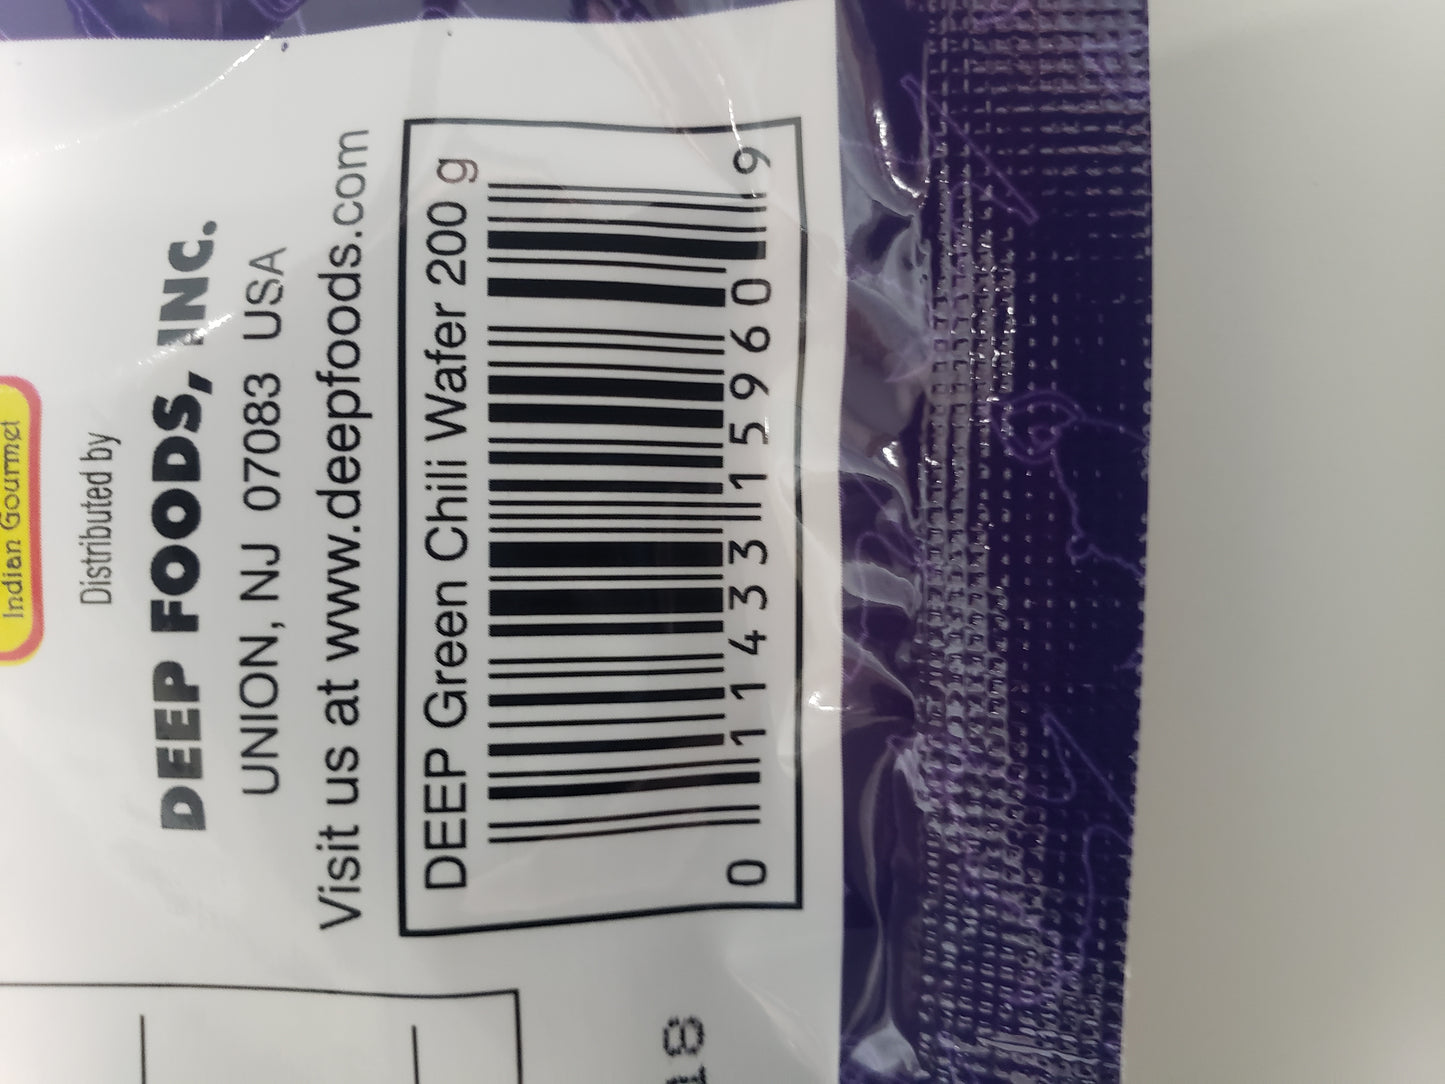 Indian Gourmet
Distributed by
DEEP FOODS, INC.
UNION, NJ 07083 USA
Visit us at www.deepfoods.com
DEEP Green Chili Wafer 200 g
0 11433 15960 9
18